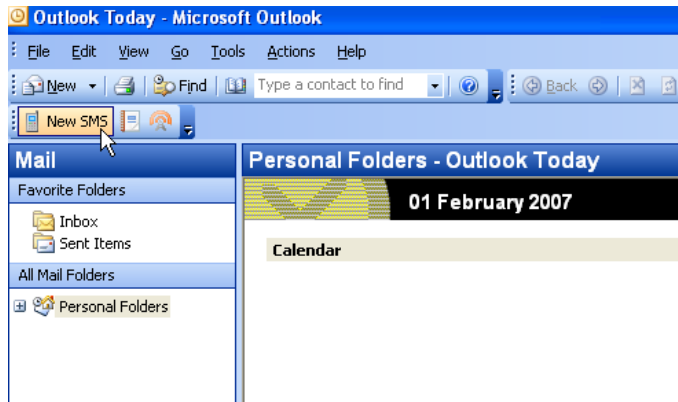 Outlook Today - Microsoft Outlook
File Edit View Go Tools Actions Help
New Find Type a contact to find Back
New SMS
Mail
Personal Folders - Outlook Today
Favorite Folders
01 February 2007
Inbox
Sent Items
Calendar
All Mail Folders
Personal Folders